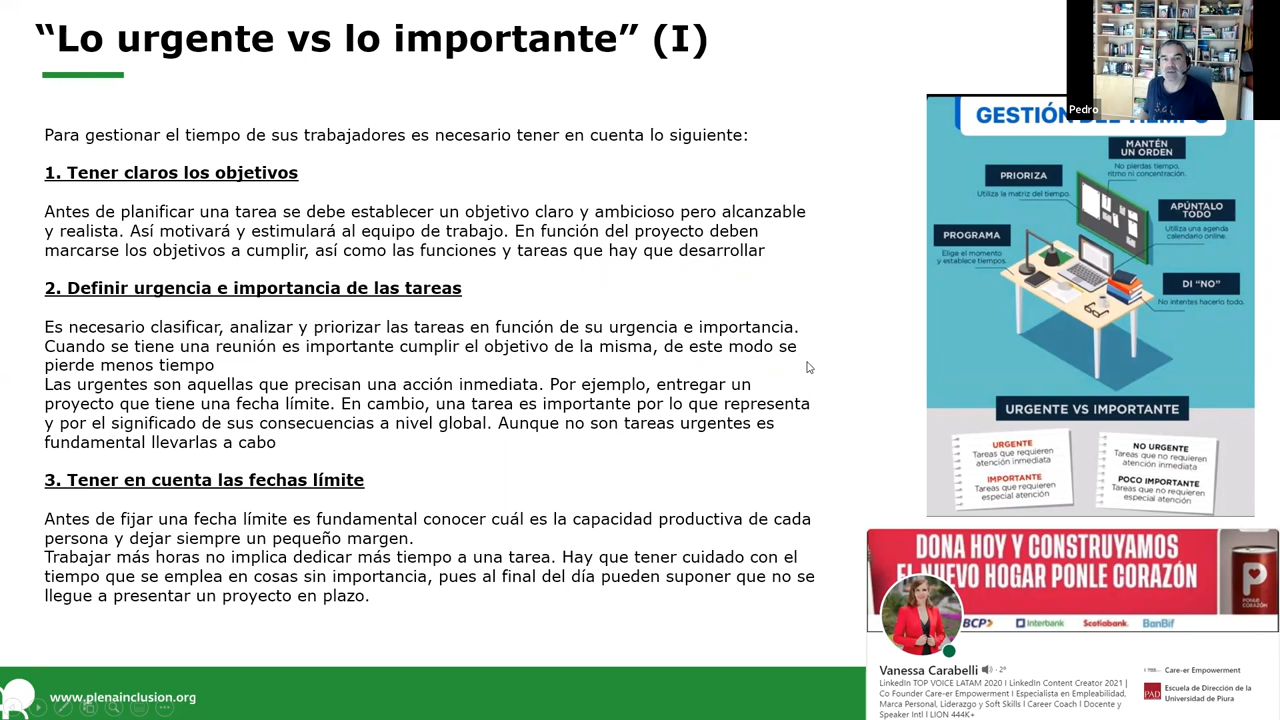 “Lo urgente vs lo importante” (I)
Para gestionar el tiempo de sus trabajadores es necesario tener en cuenta lo siguiente:
1. Tener claros los objetivos
Antes de planificar una tarea se debe establecer un objetivo claro y ambicioso pero alcanzable
y realista. Así motivará y estimulará al equipo de trabajo. En función del proyecto deben
marcarse los objetivos a cumplir, así como las funciones y tareas que hay que desarrollar
2. Definir urgencia e importancia de las tareas
Es necesario clasificar, analizar y priorizar las tareas en función de su urgencia e importancia.
Cuando se tiene una reunión es importante cumplir el objetivo de la misma, de este modo se
pierde menos tiempo
Las urgentes son aquellas que precisan una acción inmediata. Por ejemplo, entregar un
proyecto que tiene una fecha límite. En cambio, una tarea es importante por lo que representa
y por el significado de sus consecuencias a nivel global. Aunque no son tareas urgentes es
fundamental llevarlas a cabo
3. Tener en cuenta las fechas límite
Antes de fijar una fecha límite es fundamental conocer cuál es la capacidad productiva de cada
persona y dejar siempre un pequeño margen.
Trabajar más horas no implica dedicar más tiempo a una tarea. Hay que tener cuidado con el
tiempo que se emplea en cosas sin importancia, pues al final del día pueden suponer que no se
llegue a presentar un proyecto en plazo.
www.plenainclusion.org
Pedro
GESTIÓN DEL TIEMPO
MANTÉN
UN ORDEN
No pierdas tiempo,
ritmo ni concentración.
PRIORIZA
Utiliza la matriz del tiempo.
APÚNTALO
TODO
Utiliza una agenda
calendario online.
PROGRAMA
Elige el momento
y establece tiempos.
DI “NO”
No intentes hacerlo todo.
URGENTE VS IMPORTANTE
URGENTE
Tareas que requieren
atención inmediata
IMPORTANTE
Tareas que requieren
especial atención
NO URGENTE
Tareas que no requieren
atención inmediata
POCO IMPORTANTE
Tareas que no requieren
especial atención
DONA HOY Y CONSTRUYAMOS
EL NUEVO HOGAR PONLE CORAZÓN
PONLE
CORAZÓN
BCP
Interbank
Scotiabank.
BanBif
Vanessa Carabelli · 2º
LinkedIn TOP VOICE LATAM 2020 I LinkedIn Content Creator 2021 |
Co Founder Care-er Empowerment I Especialista en Empleabilidad,
Marca Personal, Liderazgo y Soft Skills I Career Coach I Docente y
Speaker Intl I LION 444K+
Care-er Empowerment
PAD
Escuela de Dirección de la
Universidad de Piura